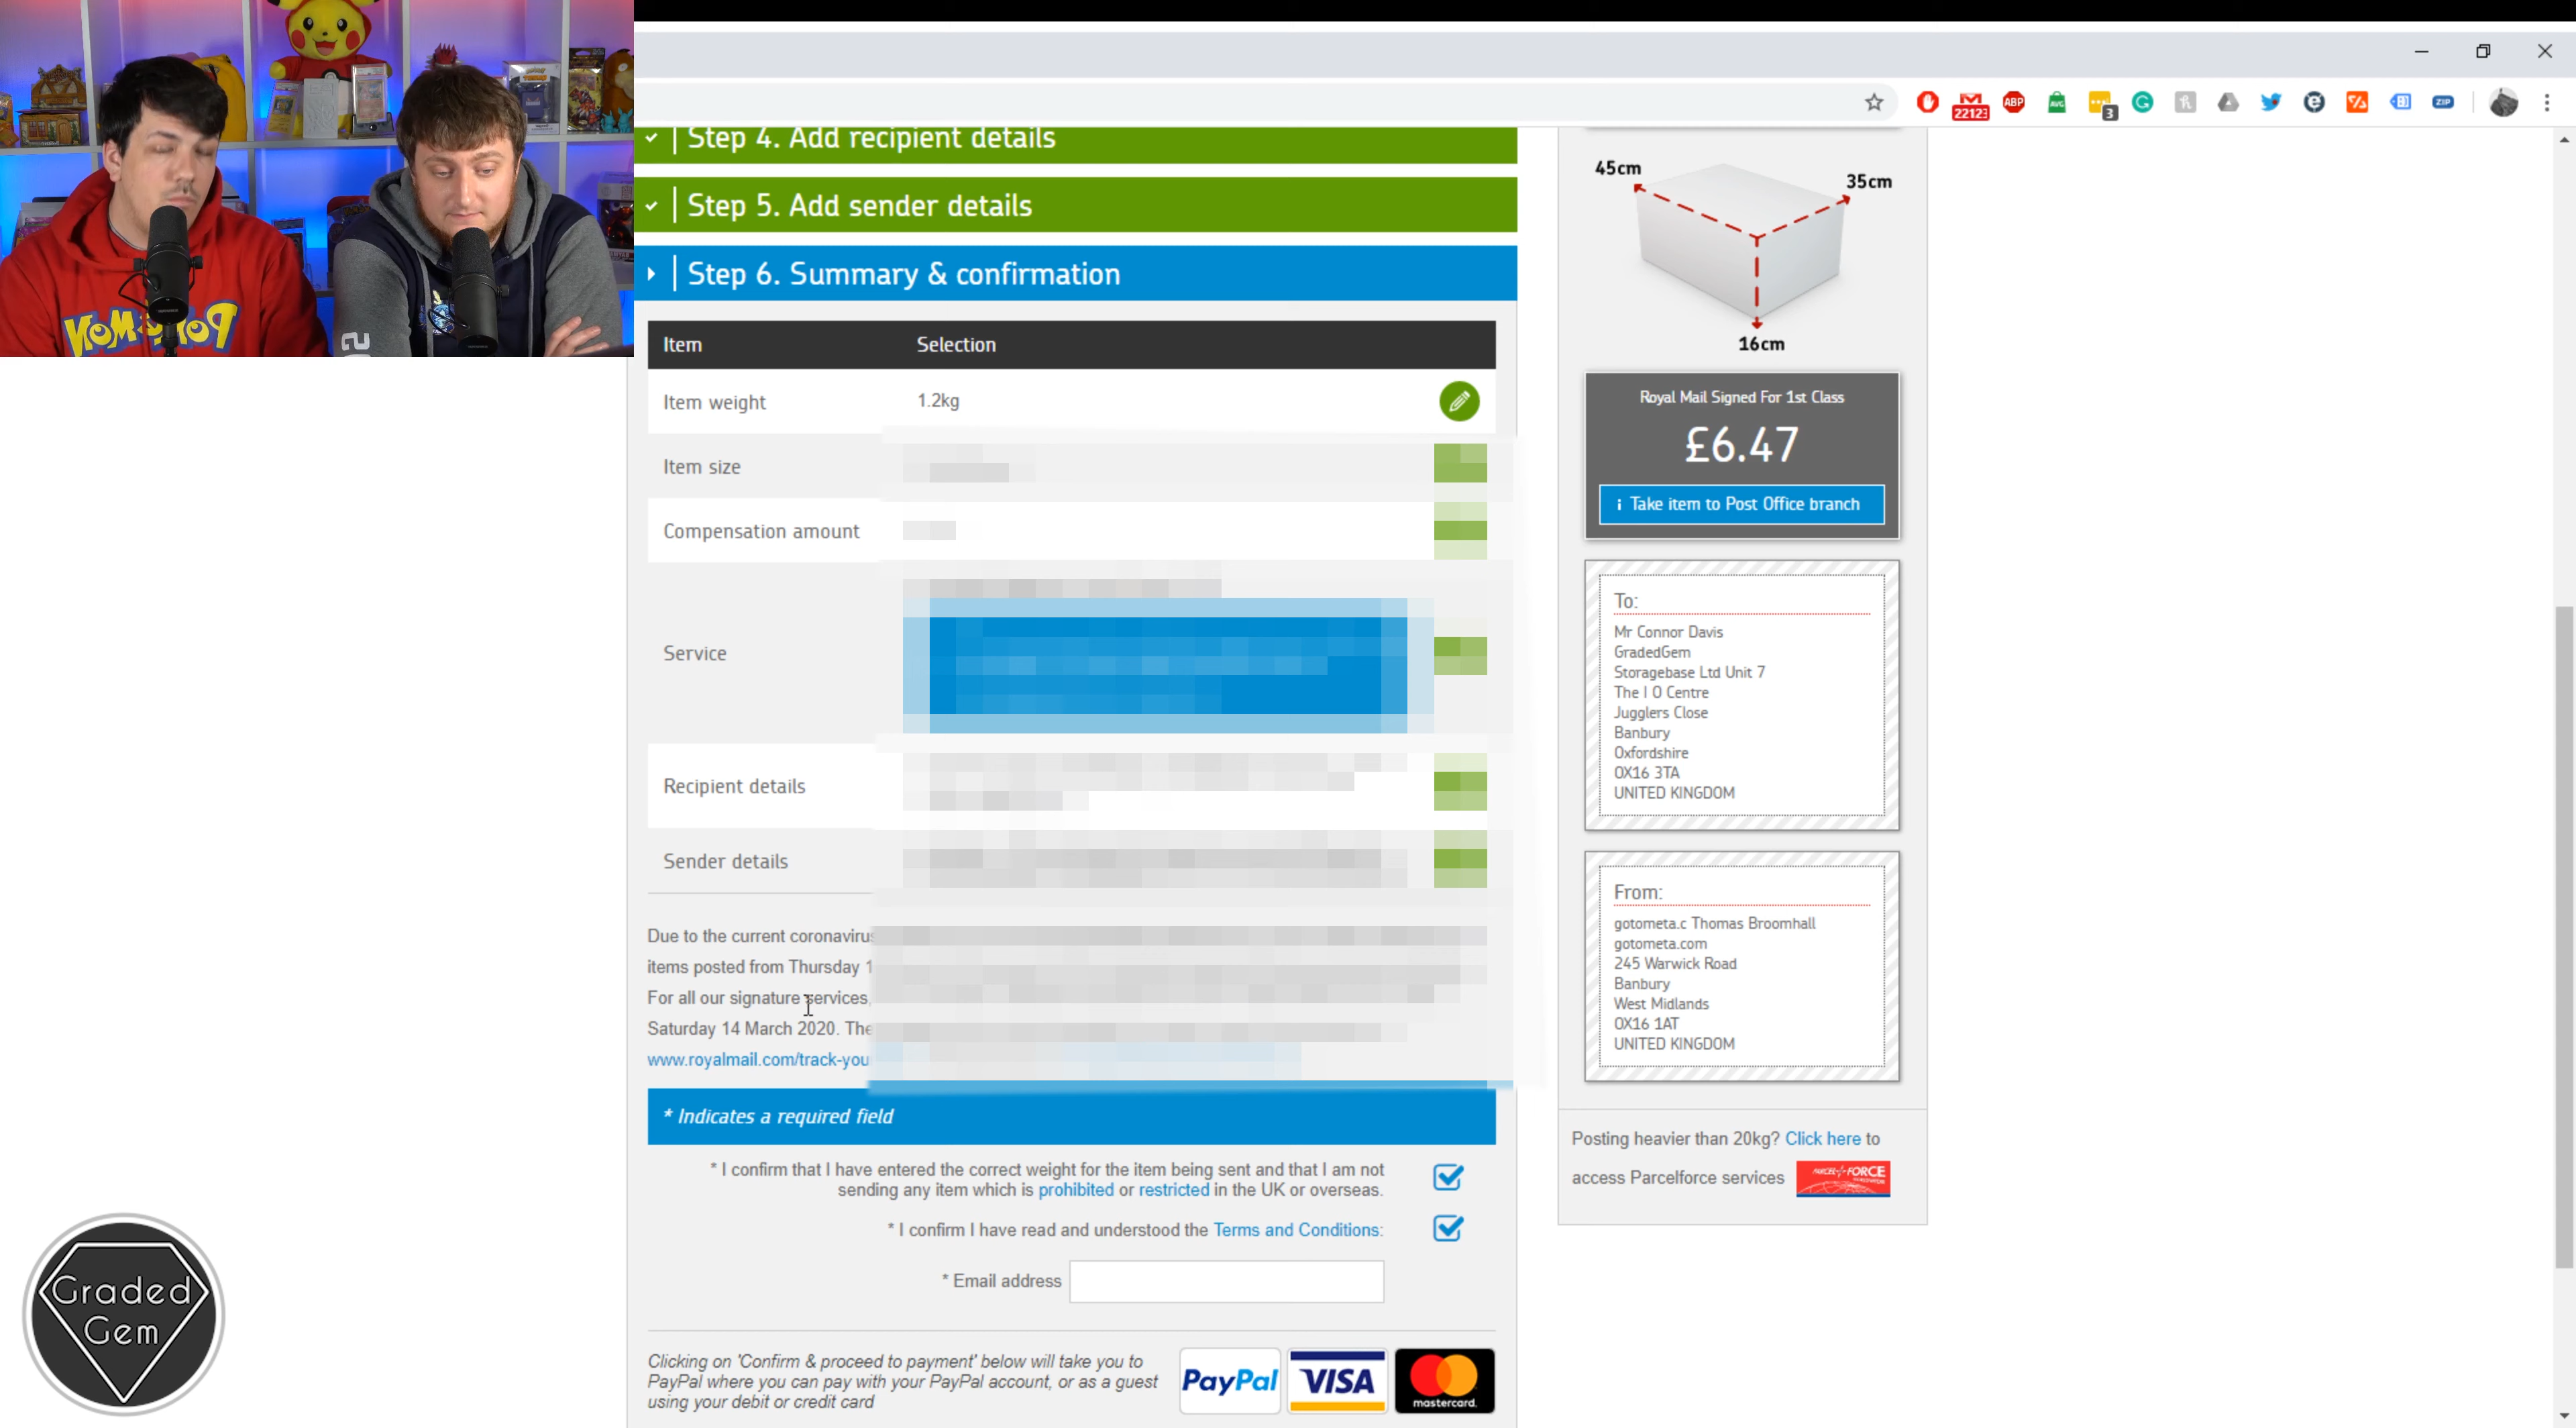 22123
ABP
AVG
3
ZIP
Step 4. Add recipient details
Step 5. Add sender details
Step 6. Summary & confirmation
Item Selection
Item weight 1.2kg
Item size
Compensation amount
Service
Recipient details
Sender details
Due to the current coronavirus
items posted from Thursday 1
For all our signature services,
Saturday 14 March 2020. The
www.royalmail.com/track-you
* Indicates a required field
* I confirm that I have entered the correct weight for the item being sent and that I am not
sending any item which is prohibited or restricted in the UK or overseas.
* I confirm I have read and understood the Terms and Conditions:
* Email address
Clicking on 'Confirm & proceed to payment' below will take you to
PayPal where you can pay with your PayPal account, or as a guest
using your debit or credit card
PayPal
VISA
mastercard.
45cm
35cm
16cm
Royal Mail Signed For 1st Class
£6.47
i Take item to Post Office branch
To:
Mr Connor Davis
GradedGem
Storagebase Ltd Unit 7
The I O Centre
Jugglers Close
Banbury
Oxfordshire
OX16 3TA
UNITED KINGDOM
From:
gotometa.c Thomas Broomhall
gotometa.com
245 Warwick Road
Banbury
West Midlands
OX16 1AT
UNITED KINGDOM
Posting heavier than 20kg? Click here to
access Parcelforce services
PARCELFORCE
Graded
Gem